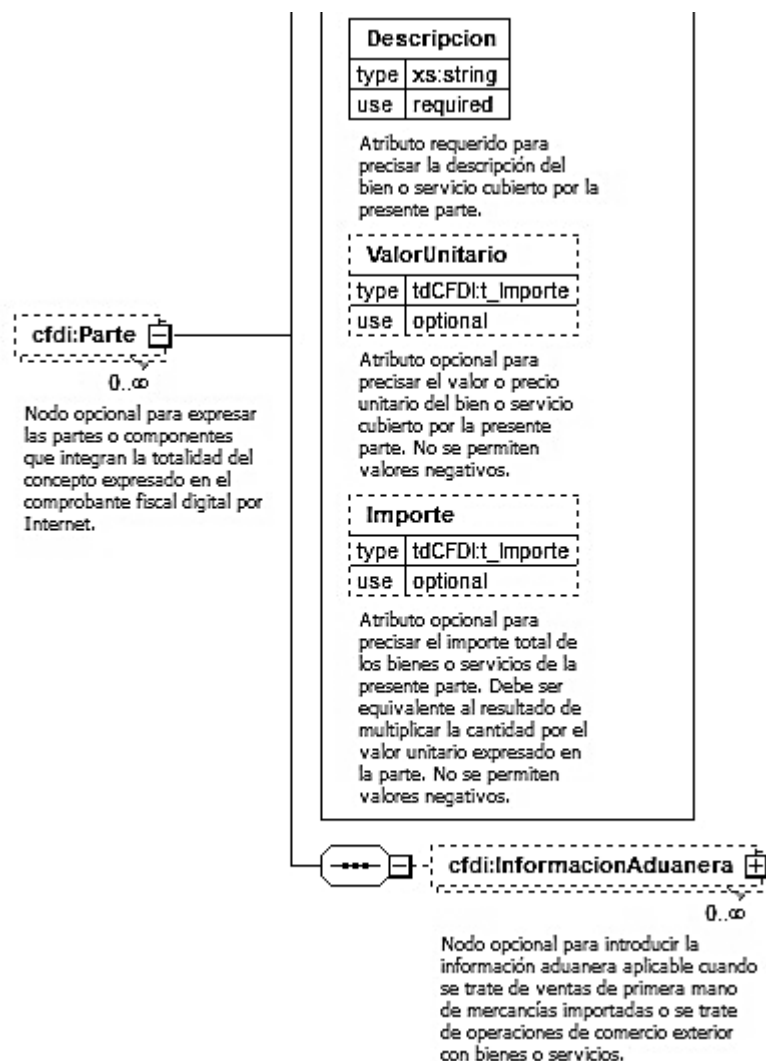 Descripcion
type xs:string
use required
Atributo requerido para
precisar la descripción del
bien o servicio cubierto por la
presente parte.
ValorUnitario
type tdCFDI:t_Importe
use optional
Atributo opcional para
precisar el valor o precio
unitario del bien o servicio
cubierto por la presente
parte. No se permiten
valores negativos.
cfdi:Parte
0..∞
Nodo opcional para expresar
las partes o componentes
que integran la totalidad del
concepto expresado en el
comprobante fiscal digital por
Internet.
Importe
type tdCFDI:t_Importe
use optional
Atributo opcional para
precisar el importe total de
los bienes o servicios de la
presente parte. Debe ser
equivalente al resultado de
multiplicar la cantidad por el
valor unitario expresado en
la parte. No se permiten
valores negativos.
cfdi:InformacionAduanera
0..∞
Nodo opcional para introducir la
información aduanera aplicable cuando
se trate de ventas de primera mano
de mercancías importadas o se trate
de operaciones de comercio exterior
con bienes o servicios.